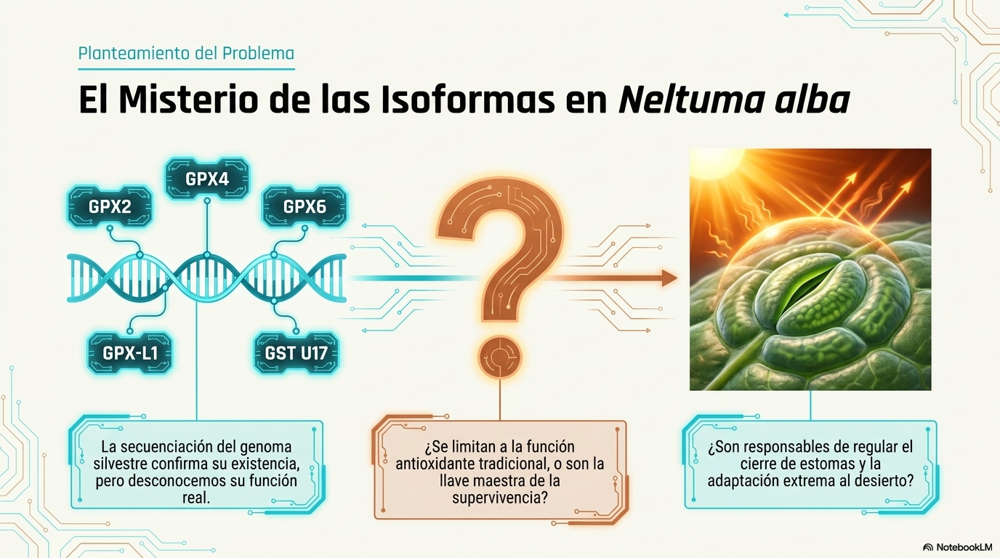 Planteamiento del Problema
El Misterio de las Isoformas en Neltuma alba
GPX2
GPX4
GPX6
GPX-L1
GST U17
La secuenciación del genoma
silvestre confirma su existencia,
pero desconocemos su función
real.
¿Se limitan a la función
antioxidante tradicional, o son la
llave maestra de la
supervivencia?
¿Son responsables de regular el
cierre de estomas y la
adaptación extrema al desierto?
NotebookLM